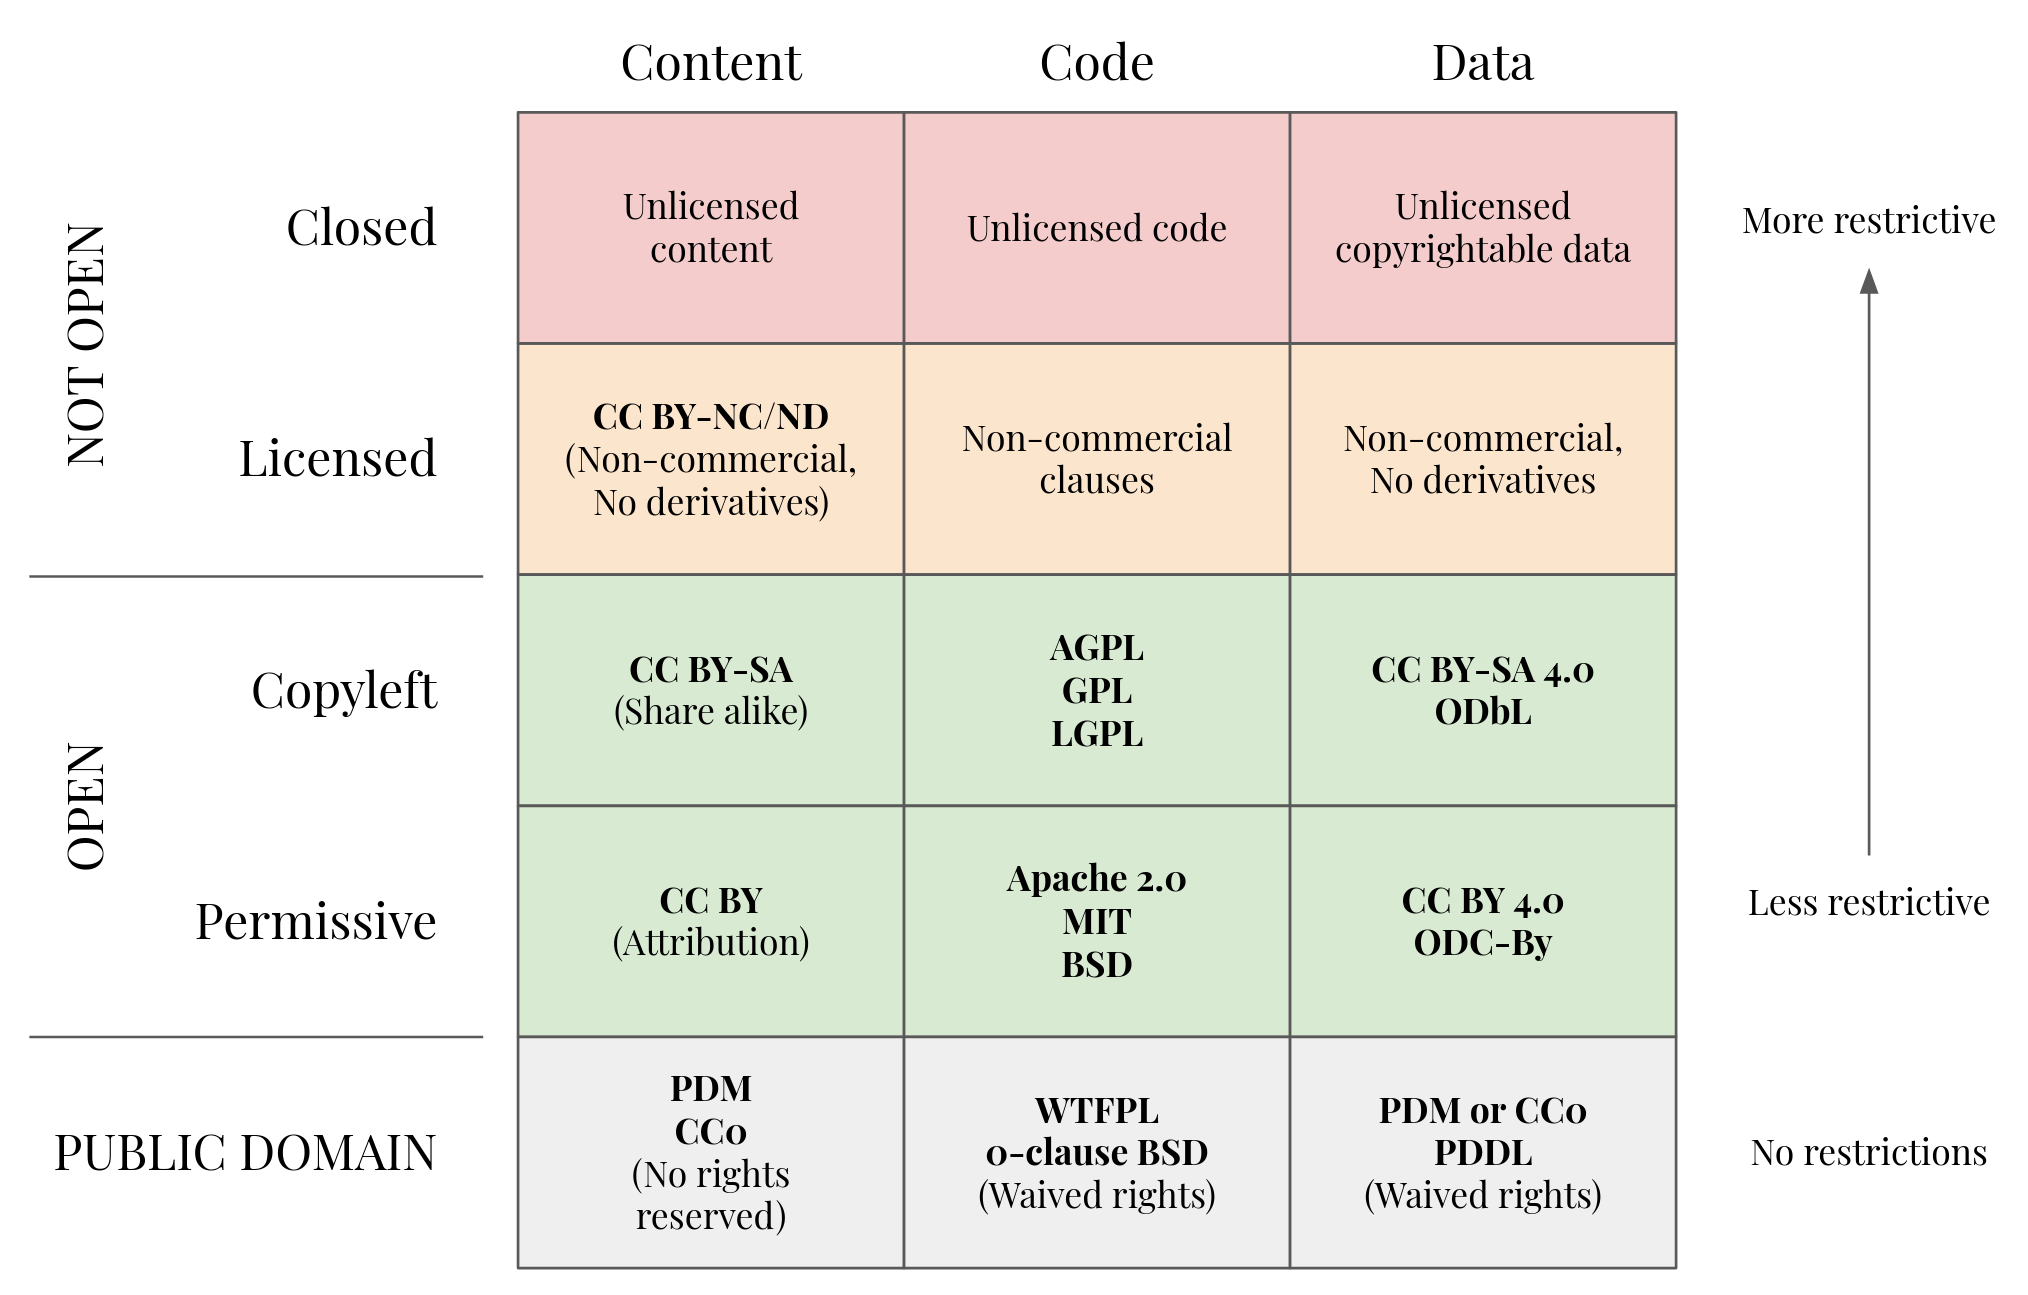 Content
Code
Data
NOT OPEN
Closed
Unlicensed
content
Unlicensed code
Unlicensed
copyrightable data
More restrictive
Licensed
CC BY-NC/ND
(Non-commercial,
No derivatives)
Non-commercial
clauses
Non-commercial,
No derivatives
OPEN
Copyleft
CC BY-SA
(Share alike)
AGPL
GPL
LGPL
CC BY-SA 4.0
ODbL
Permissive
CC BY
(Attribution)
Apache 2.0
MIT
BSD
CC BY 4.0
ODC-By
Less restrictive
PUBLIC DOMAIN
PDM
CC0
(No rights
reserved)
WTFPL
0-clause BSD
(Waived rights)
PDM or CC0
PDDL
(Waived rights)
No restrictions